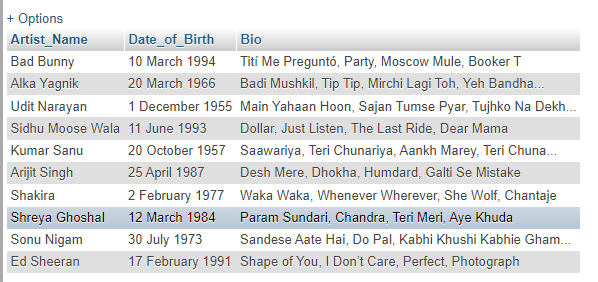 + Options
Artist_Name Date_of_Birth Bio
Bad Bunny 10 March 1994 Tití Me Preguntó, Party, Moscow Mule, Booker T
Alka Yagnik 20 March 1966 Badi Mushkil, Tip Tip, Mirchi Lagi Toh, Yeh Bandha...
Udit Narayan 1 December 1955 Main Yahaan Hoon, Sajan Tumse Pyar, Tujhko Na Dekh...
Sidhu Moose Wala 11 June 1993 Dollar, Just Listen, The Last Ride, Dear Mama
Kumar Sanu 20 October 1957 Saawariya, Teri Chunariya, Aankh Marey, Teri Chuna...
Arijit Singh 25 April 1987 Desh Mere, Dhokha, Humdard, Galti Se Mistake
Shakira 2 February 1977 Waka Waka, Whenever Wherever, She Wolf, Chantaje
Shreya Ghoshal 12 March 1984 Param Sundari, Chandra, Teri Meri, Aye Khuda
Sonu Nigam 30 July 1973 Sandese Aate Hai, Do Pal, Kabhi Khushi Kabhie Gham...
Ed Sheeran 17 February 1991 Shape of You, I Don’t Care, Perfect, Photograph